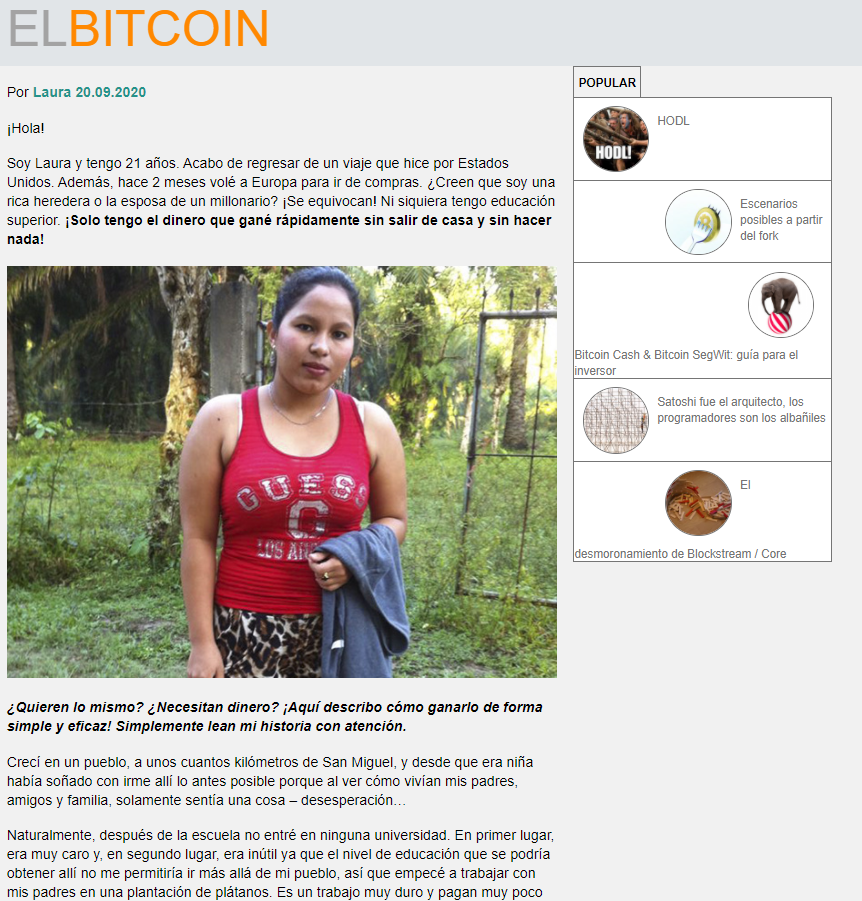 ELBITCOIN
Por Laura 20.09.2020
¡Hola!
Soy Laura y tengo 21 años. Acabo de regresar de un viaje que hice por Estados
Unidos. Además, hace 2 meses volé a Europa para ir de compras. ¿Creen que soy una
rica heredera o la esposa de un millonario? ¡Se equivocan! Ni siquiera tengo educación
superior. ¡Solo tengo el dinero que gané rápidamente sin salir de casa y sin hacer
nada!
GUESS
G
LOS AN
¿Quieren lo mismo? ¿Necesitan dinero? ¡Aquí describo cómo ganarlo de forma
simple y eficaz! Simplemente lean mi historia con atención.
Crecí en un pueblo, a unos cuantos kilómetros de San Miguel, y desde que era niña
había soñado con irme allí lo antes posible porque al ver cómo vivían mis padres,
amigos y familia, solamente sentía una cosa – desesperación…
Naturalmente, después de la escuela no entré en ninguna universidad. En primer lugar,
era muy caro y, en segundo lugar, era inútil ya que el nivel de educación que se podría
obtener allí no me permitiría ir más allá de mi pueblo, así que empecé a trabajar con
mis padres en una plantación de plátanos. Es un trabajo muy duro y pagan muy poco
POPULAR
HODL!
HODL
Escenarios
posibles a partir
del fork
Bitcoin Cash & Bitcoin SegWit: guía para el
inversor
Satoshi fue el arquitecto, los
programadores son los albañiles
El
desmoronamiento de Blockstream / Core